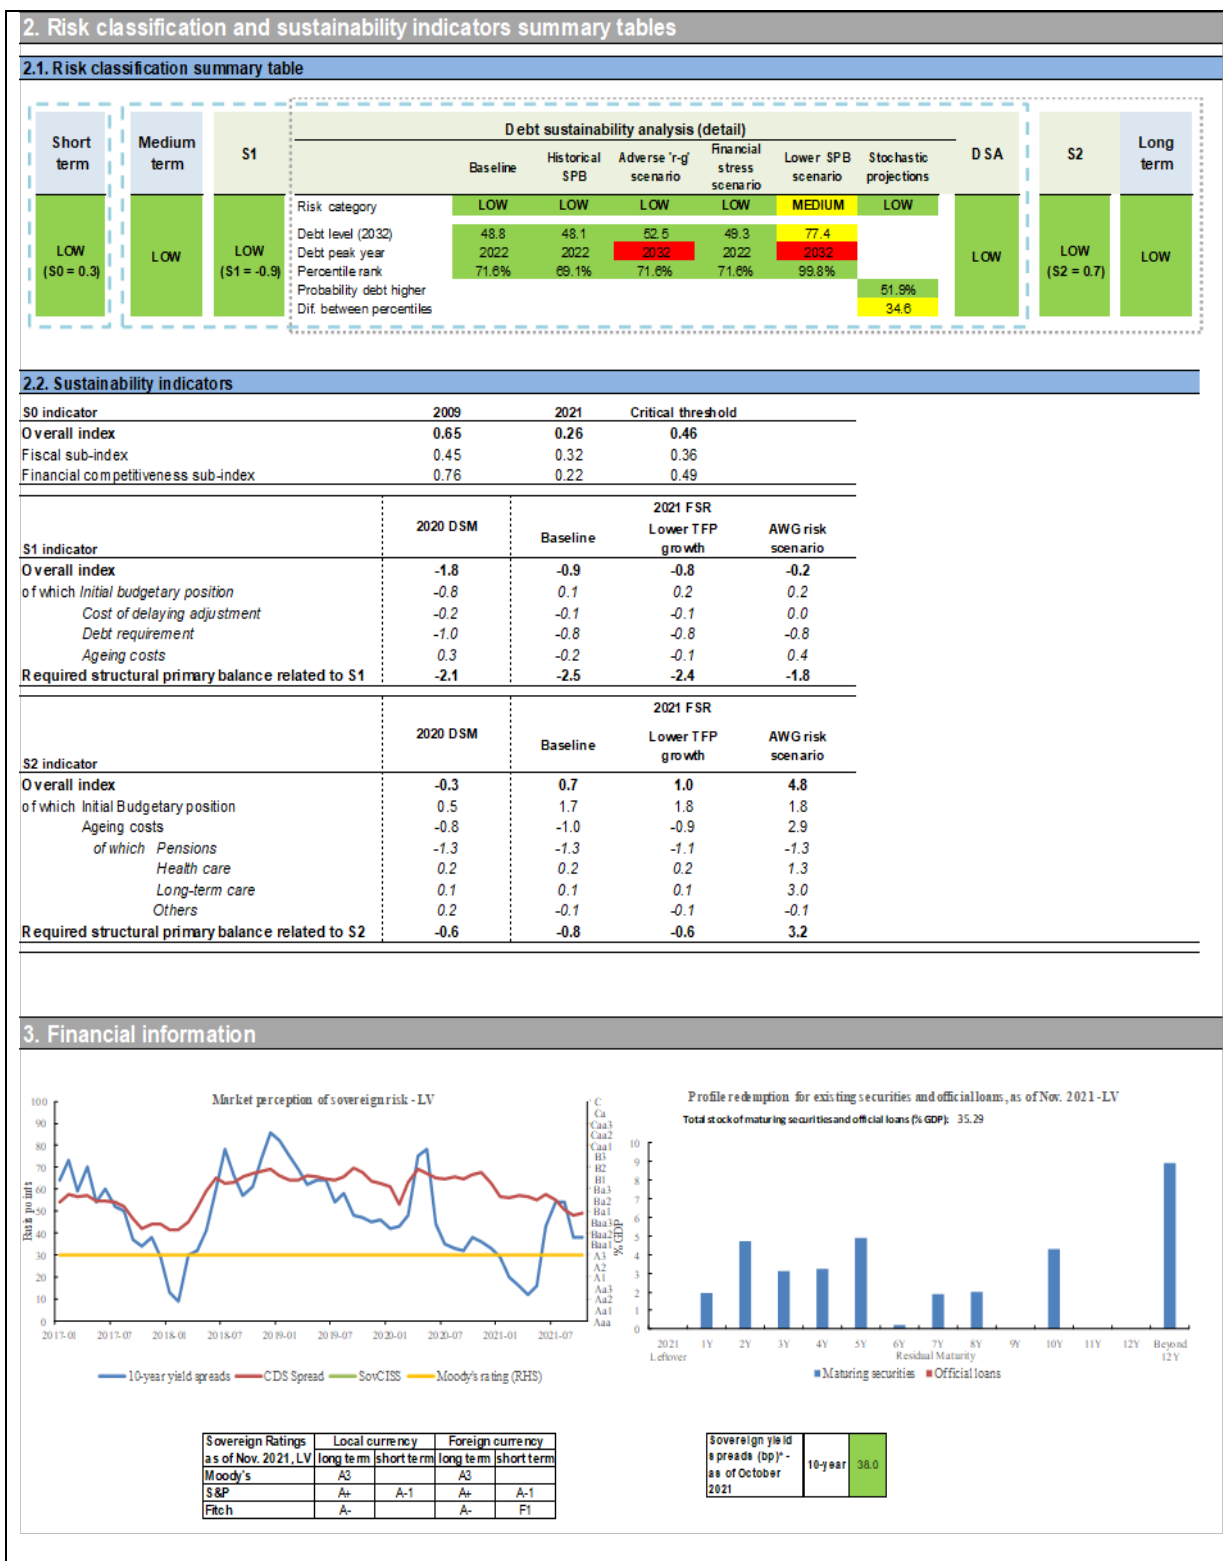 2. Risk classification and sustainability indicators summary tables
2.1. Risk classification summary table
Short term
Medium term
S1
Debt sustainability analysis (detail)
Baseline
Historical SPB
Adverse 'r-g' scenario
Financial stress scenario
Lower SPB scenario
Stochastic projections
DSA
S2
Long term
LOW (S0 = 0.3)
LOW
LOW (S1 = -0.9)
Risk category LOW LOW LOW LOW MEDIUM LOW
Debt level (2032) 48.8 48.1 52.5 49.3 77.4
Debt peak year 2022 2022 2032 2022 2032
Percentile rank 71.6% 69.1% 71.6% 71.6% 99.8%
Probability debt higher 51.9%
Dif. between percentiles 34.6
LOW
LOW (S2 = 0.7)
LOW
2.2. Sustainability indicators
S0 indicator 2009 2021 Critical threshold
Overall index 0.65 0.26 0.46
Fiscal sub-index 0.45 0.32 0.36
Financial competitiveness sub-index 0.76 0.22 0.49
2021 FSR
S1 indicator 2020 DSM Baseline Lower TFP growth AWG risk scenario
Overall index -1.8 -0.9 -0.8 -0.2
of which Initial budgetary position -0.8 0.1 0.2 0.2
Cost of delaying adjustment -0.2 -0.1 -0.1 0.0
Debt requirement -1.0 -0.8 -0.8 -0.8
Ageing costs 0.3 -0.2 -0.1 0.4
Required structural primary balance related to S1 -2.1 -2.5 -2.4 -1.8
2021 FSR
S2 indicator 2020 DSM Baseline Lower TFP growth AWG risk scenario
Overall index -0.3 0.7 1.0 4.8
of which Initial Budgetary position 0.5 1.7 1.8 1.8
Ageing costs -0.8 -1.0 -0.9 2.9
of which Pensions -1.3 -1.3 -1.1 -1.3
Health care 0.2 0.2 0.2 1.3
Long-term care 0.1 0.1 0.1 3.0
Others 0.2 -0.1 -0.1 -0.1
Required structural primary balance related to S2 -0.6 -0.8 -0.6 3.2
3. Financial information
Market perception of sovereign risk - LV
Basis points
100
90
80
70
60
50
40
30
20
10
0
C
Ca
Caa3
Caa2
Caa1
B3
B2
B1
Ba3
Ba2
Ba1
Baa3
Baa2
Baa1
A3
A2
A1
Aa3
Aa2
Aa1
Aaa
2017-01 2017-07 2018-01 2018-07 2019-01 2019-07 2020-01 2020-07 2021-01 2021-07
10-year yield spreads CDS Spread SovCISS Moody's rating (RHS)
Profile redemption for existing securities and official loans, as of Nov. 2021 - LV
Total stock of maturing securities and official loans (% GDP): 35.29
% GDP
10
9
8
7
6
5
4
3
2
1
0
2021 Leftover 1Y 2Y 3Y 4Y 5Y 6Y 7Y 8Y 9Y 10Y 11Y 12Y Beyond 12Y
Residual Maturity
Maturing securities Official loans
Sovereign Ratings Local currency Foreign currency
as of Nov. 2021, LV long term short term long term short term
Moody's A3 A3
S&P A+ A-1 A+ A-1
Fitch A- A- F1
Sovereign yield
spreads (bp)* -
as of October
2021
10-year 38.0